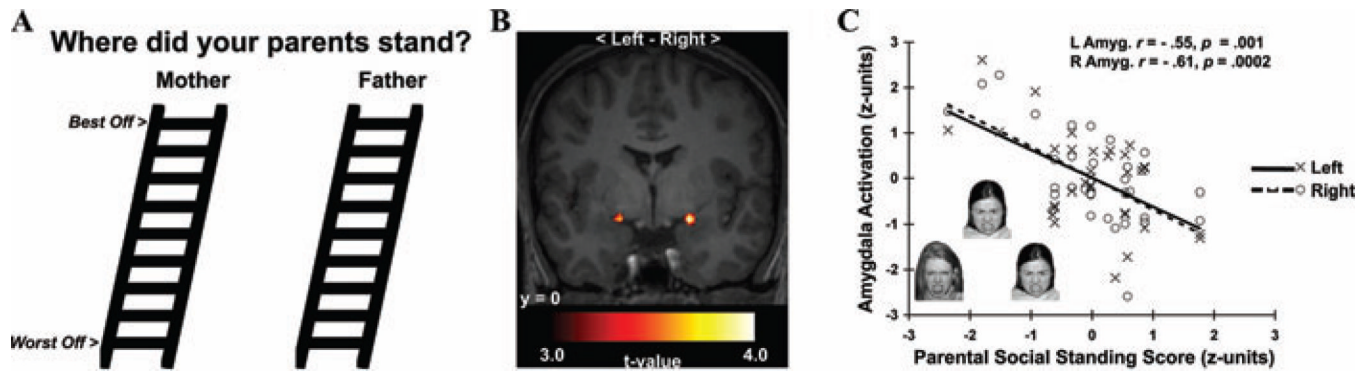 A
Where did your parents stand?
Mother Father
Best Off >
Worst Off >
B
< Left - Right >
y = 0
3.0 4.0
t-value
C
L Amyg. r = - .55, p = .001
R Amyg. r = - .61, p = .0002
Amygdala Activation (z-units)
3
2
1
0
-1
-2
-3
-3 -2 -1 0 1 2 3
Parental Social Standing Score (z-units)
Left
Right